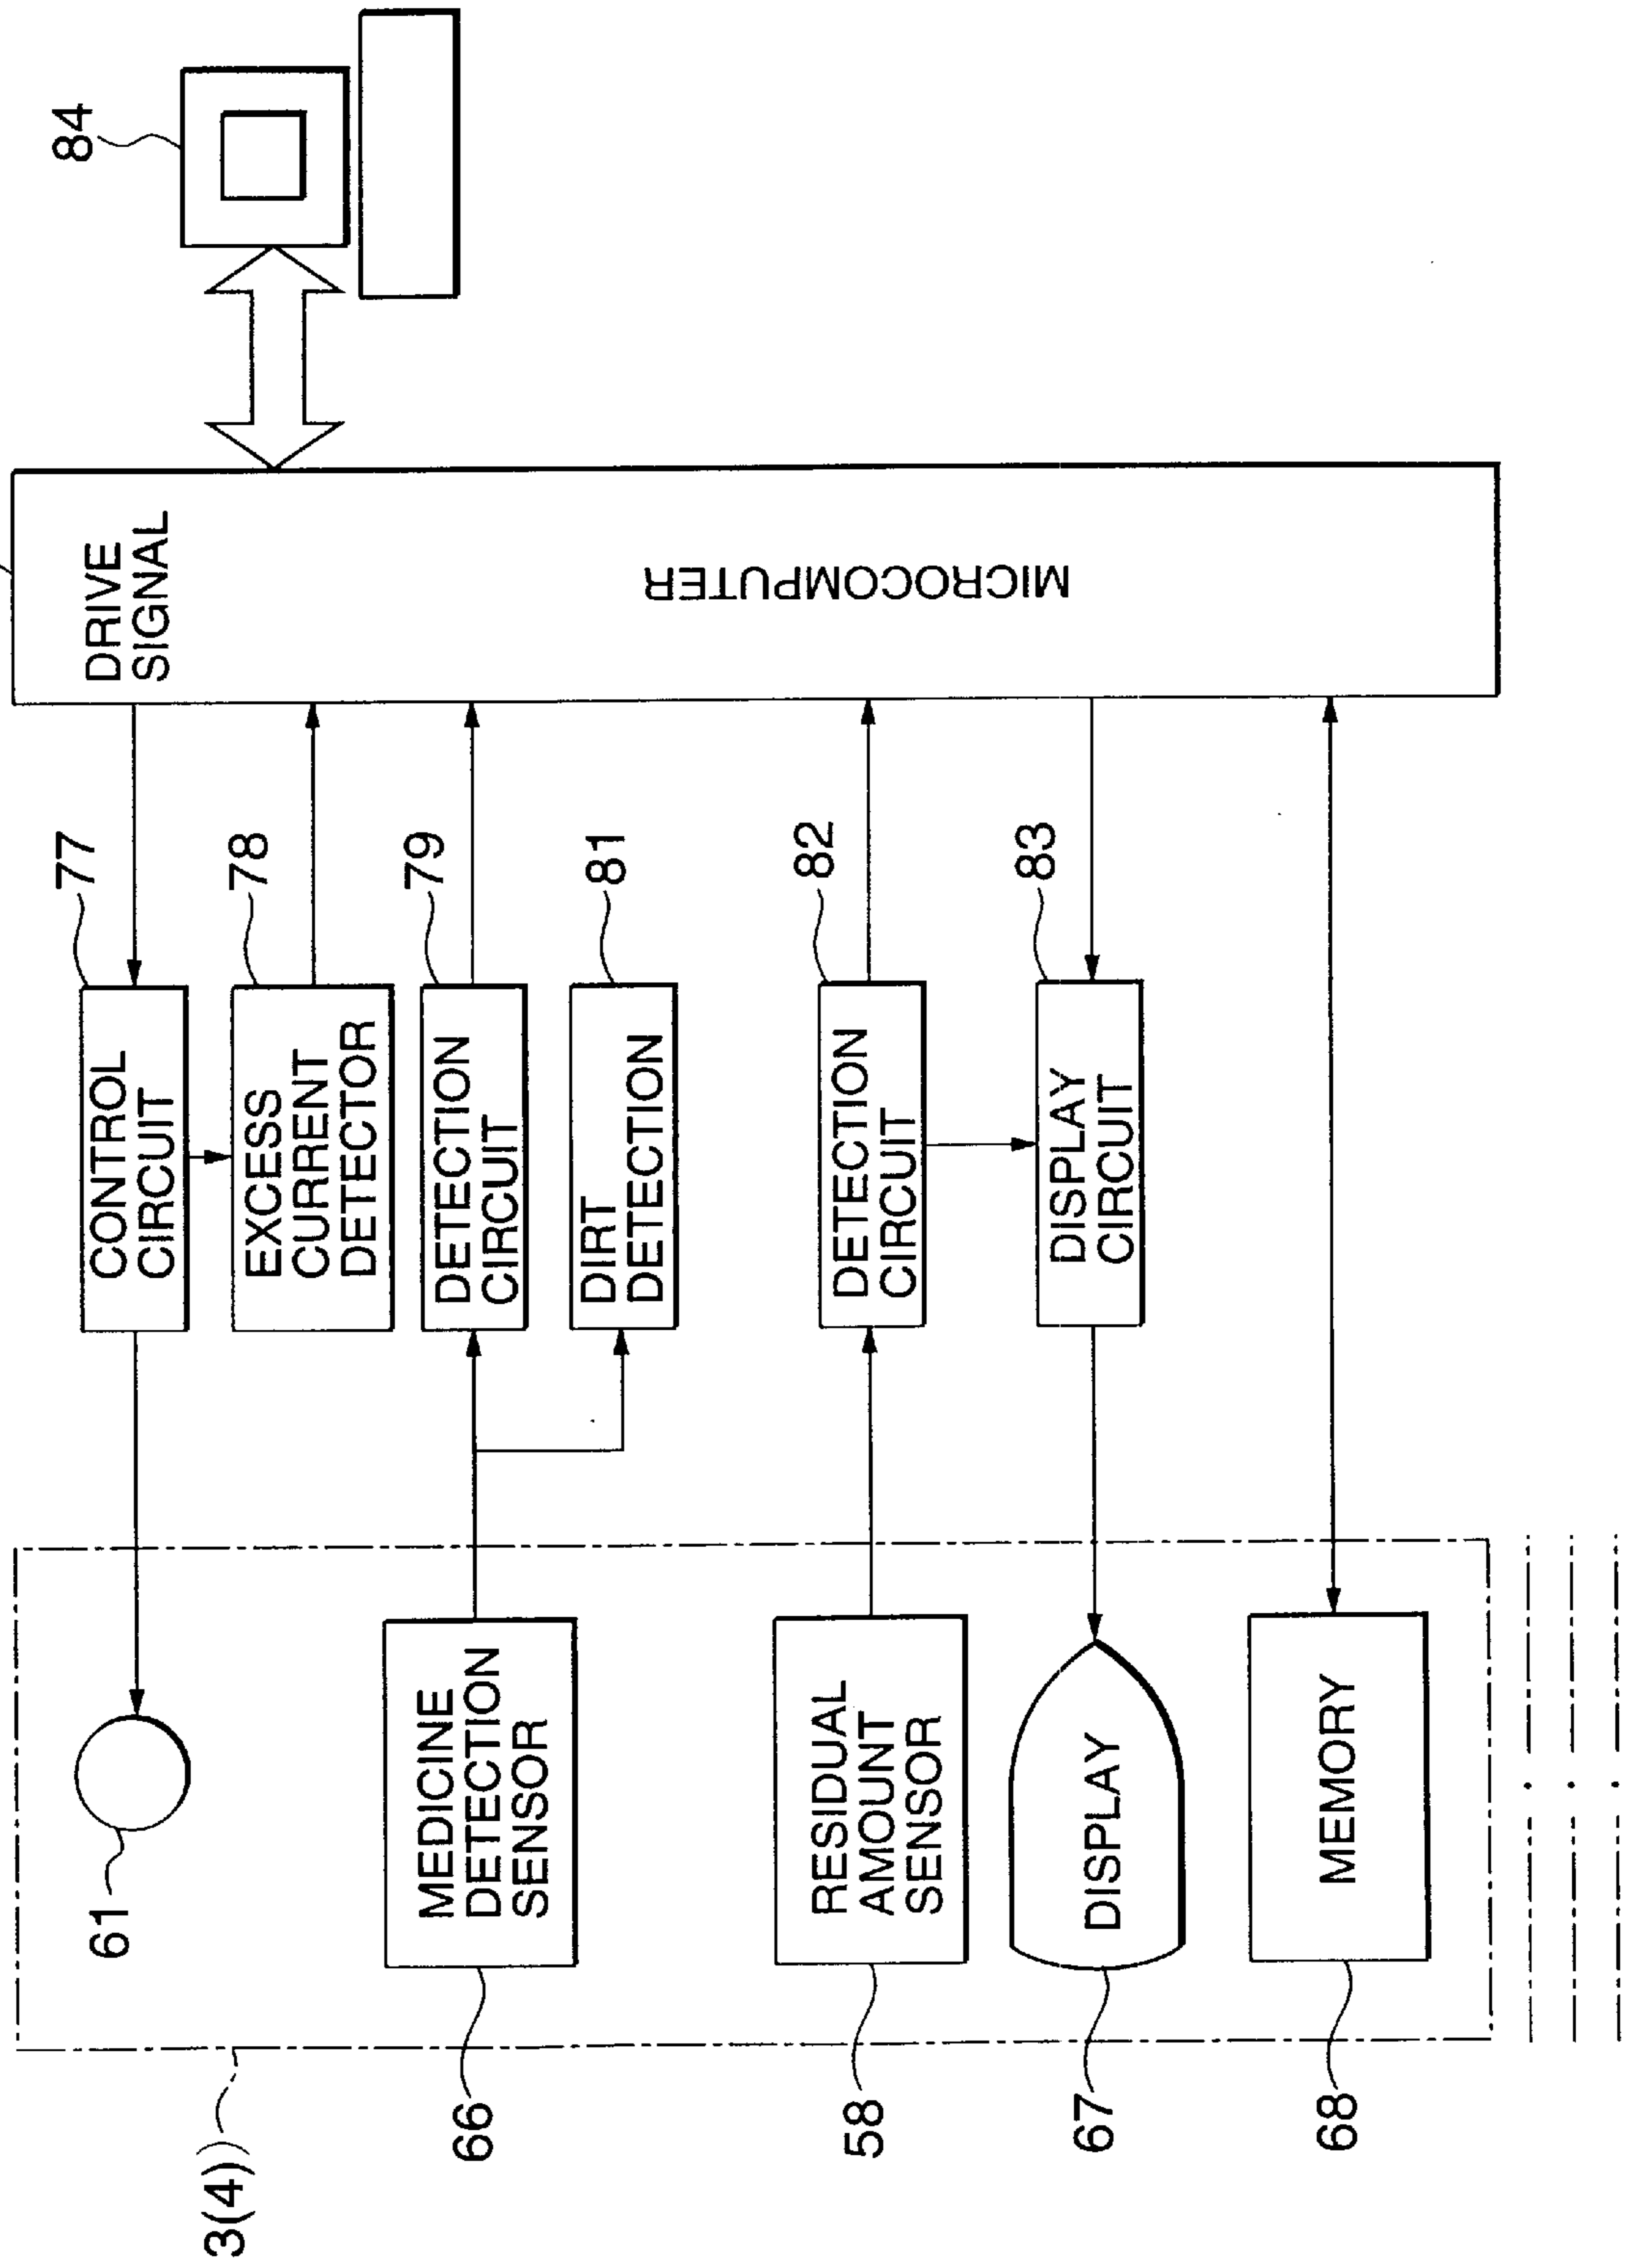 3(4)
61
66
58
67
68
MEDICINE
DETECTION
SENSOR
RESIDUAL
AMOUNT
SENSOR
DISPLAY
MEMORY
77
CONTROL
CIRCUIT
78
EXCESS
CURRENT
DETECTOR
79
DETECTION
CIRCUIT
81
DIRT
DETECTION
82
DETECTION
CIRCUIT
83
DISPLAY
CIRCUIT
DRIVE
SIGNAL
MICROCOMPUTER
84